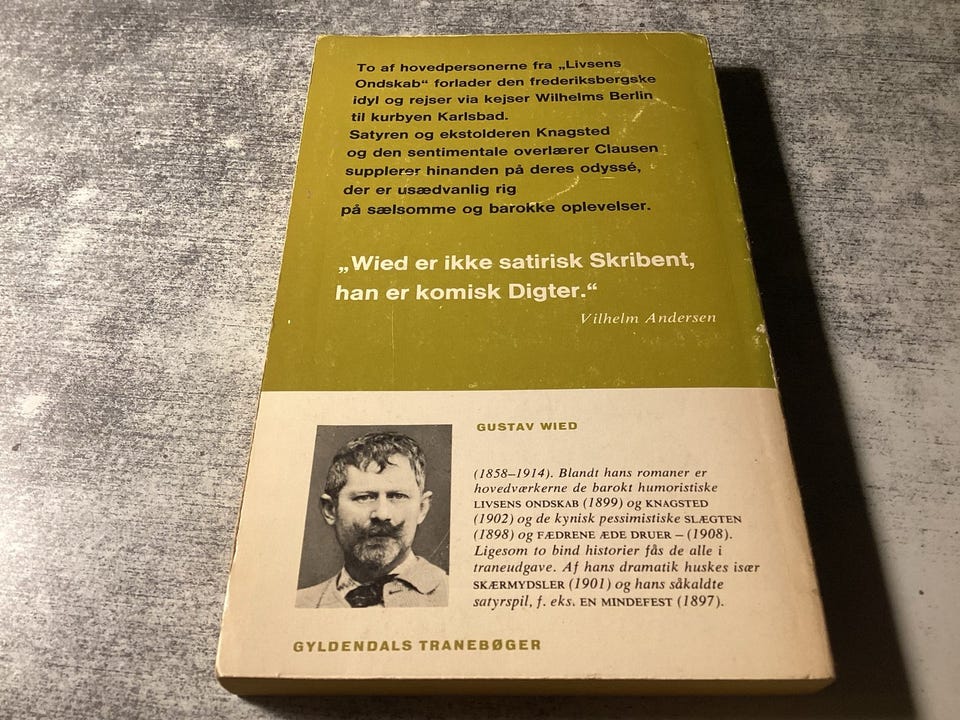 To af hovedpersonerne fra „Livsens
Ondskab“ forlader den frederiksbergske
idyl og rejser via kejser Wilhelms Berlin
til kurbyen Karlsbad.
Satyren og ekstolderen Knagsted
og den sentimentale overlærer Clausen
supplerer hinanden på deres odyssé,
der er usædvanlig rig
på sælsomme og barokke oplevelser.
„Wied er ikke satirisk Skribent,
han er komisk Digter.“
Vilhelm Andersen
GUSTAV WIED
(1858–1914). Blandt hans romaner er
hovedværkerne de barokt humoristiske
LIVSENS ONDSKAB (1899) og KNAGSTED
(1902) og de kynisk pessimistiske SLÆGTEN
(1898) og FÆDRENE ÆDE DRUER – (1908).
Ligesom to bind historier fås de alle i
traneudgave. Af hans dramatik huskes især
SKÆRMYDSLER (1901) og hans såkaldte
satyrspil, f. eks. EN MINDEFEST (1897).
GYLDENDALS TRANEBØGER